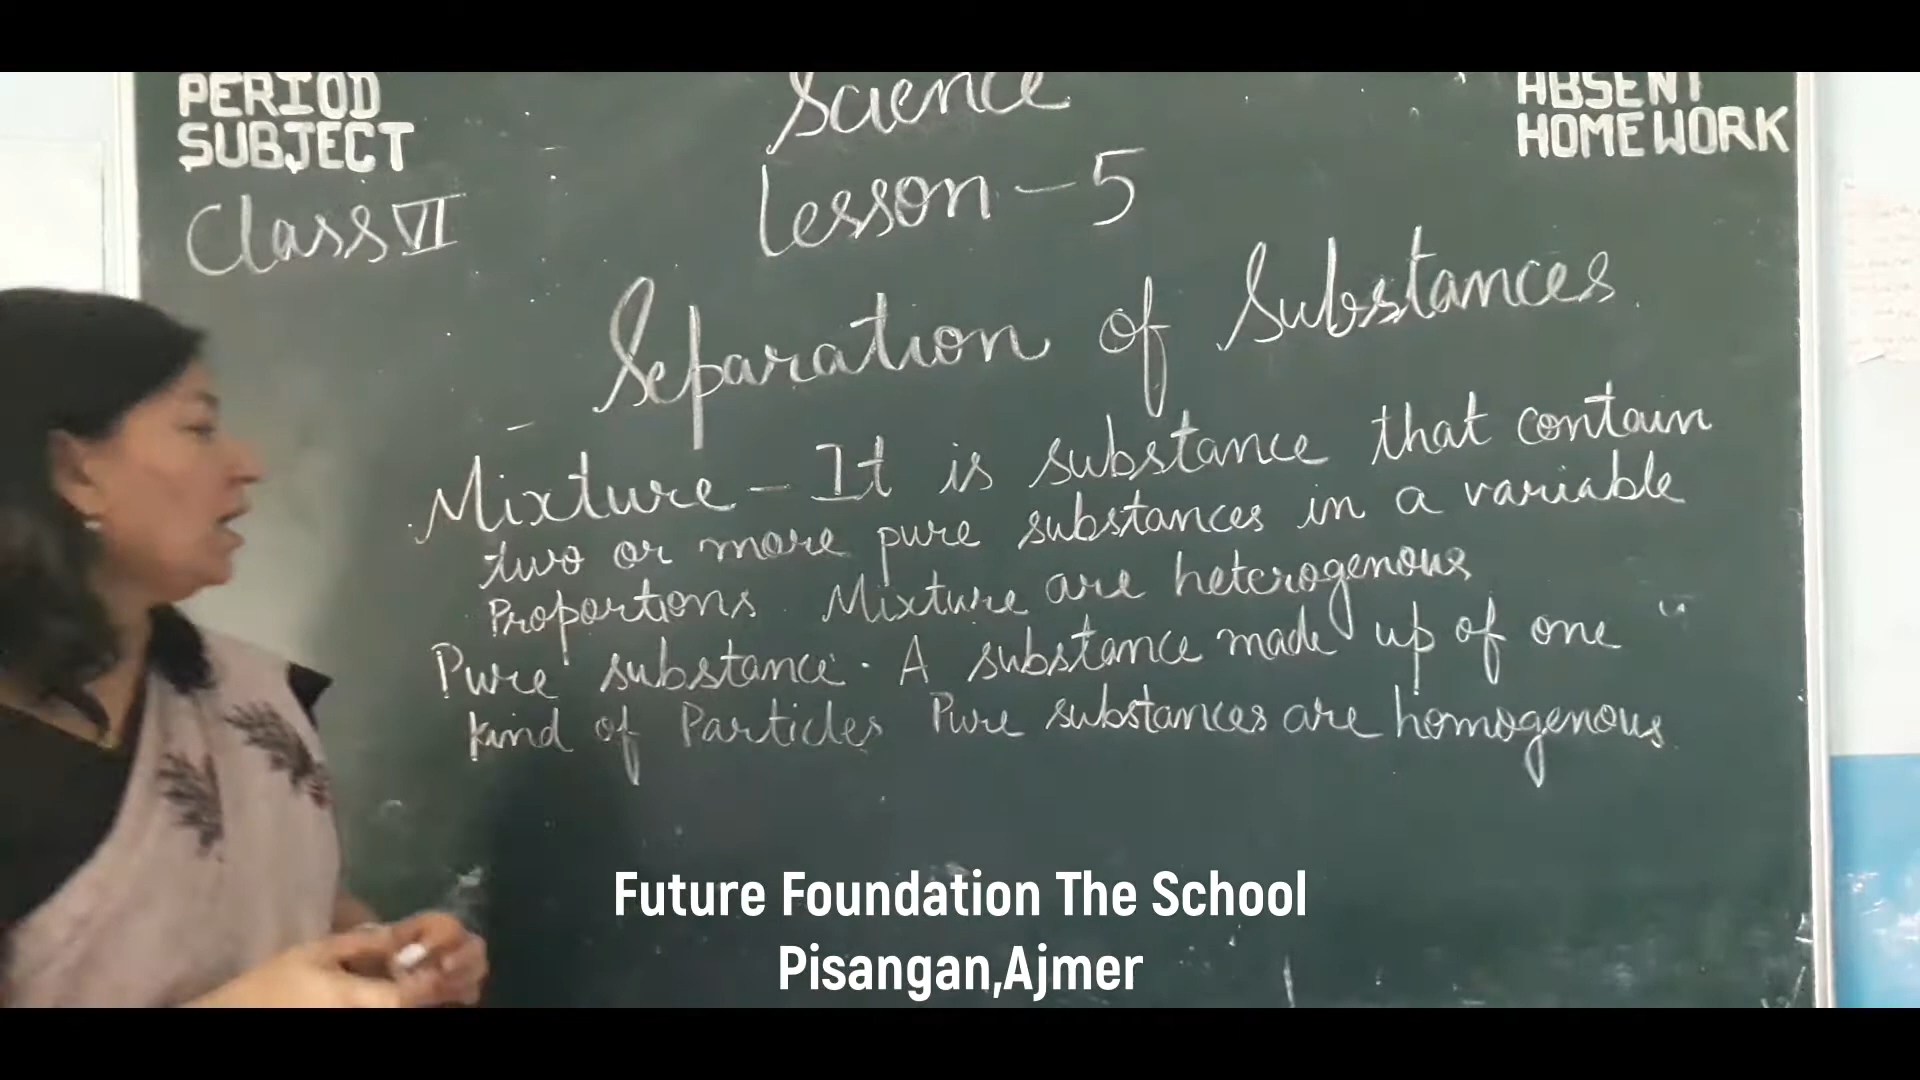 PERIOD
SUBJECT
Class VI
Science
Lesson - 5
ABSENT
HOMEWORK
Separation of Substances
Mixture - It is substance that contain
two or more pure substances in a variable
Proportions. Mixture are heterogenous
Pure substance. A substance made up of one
kind of Particles Pure substances are homogenous
Future Foundation The School
Pisangan,Ajmer